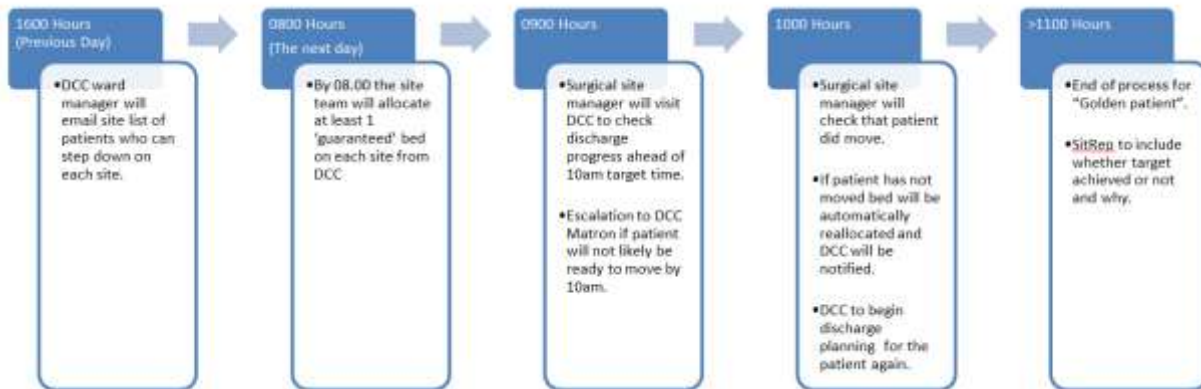 1600 Hours
(Previous Day)
•DCC ward
manager will
email site list of
patients who can
step down on
each site.
0800 Hours
(The next day)
•By 08.00 the site
team will allocate
at least 1
'guaranteed' bed
on each site from
DCC
0900 Hours
•Surgical site
manager will visit
DCC to check
discharge
progress ahead of
10am target time.
•Escalation to DCC
Matron if patient
will not likely be
ready to move by
10am.
1000 Hours
•Surgical site
manager will
check that patient
did move.
•If patient has not
moved bed will be
automatically
reallocated and
DCC will be
notified.
•DCC to begin
discharge
planning for the
patient again.
>1100 Hours
•End of process for
"Golden patient".
•SitRep to include
whether target
achieved or not
and why.